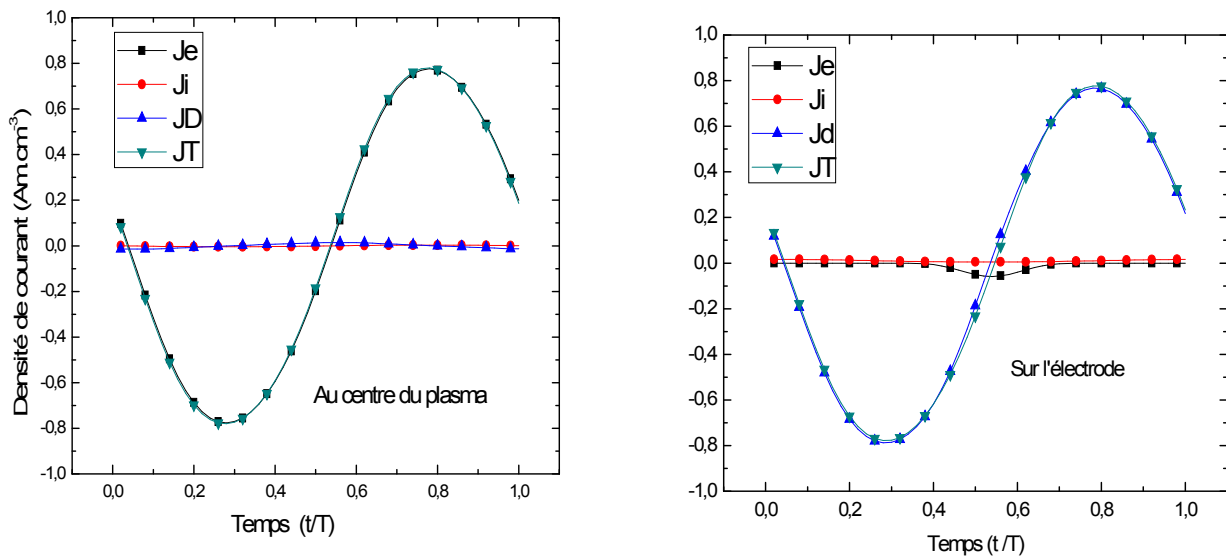 1,0
0,8
0,6
0,4
0,2
0,0
-0,2
-0,4
-0,6
-0,8
-1,0
Densité de courant (Am cm-3)
Je
Ji
JD
JT
Au centre du plasma
0,0 0,2 0,4 0,6 0,8 1,0
Temps (t/T)
1,0
0,8
0,6
0,4
0,2
0,0
-0,2
-0,4
-0,6
-0,8
-1,0
Je
Ji
Jd
JT
Sur l'électrode
0,0 0,2 0,4 0,6 0,8 1,0
Temps (t /T)